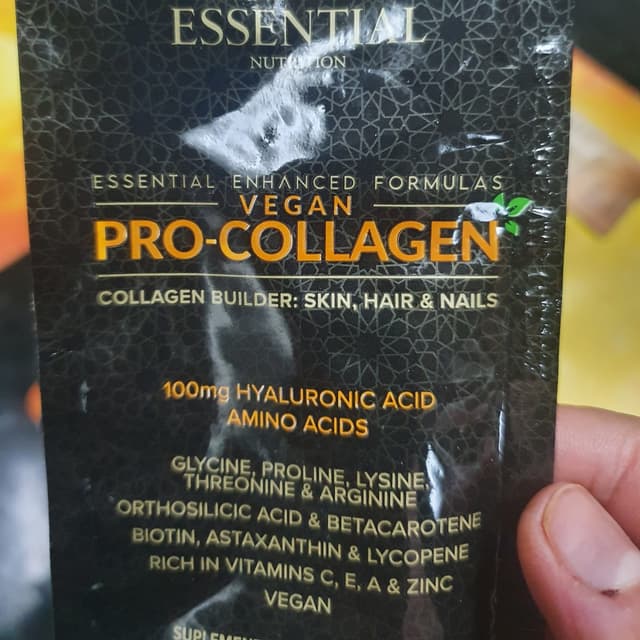 ESSENTIAL
NUTRITION
ESSENTIAL ENHANCED FORMULAS
VEGAN
PRO-COLLAGEN
COLLAGEN BUILDER: SKIN, HAIR & NAILS
100mg HYALURONIC ACID
AMINO ACIDS
GLYCINE, PROLINE, LYSINE,
THREONINE & ARGININE
ORTHOSILICIC ACID & BETACAROTENE
BIOTIN, ASTAXANTHIN & LYCOPENE
RICH IN VITAMINS C, E, A & ZINC
VEGAN